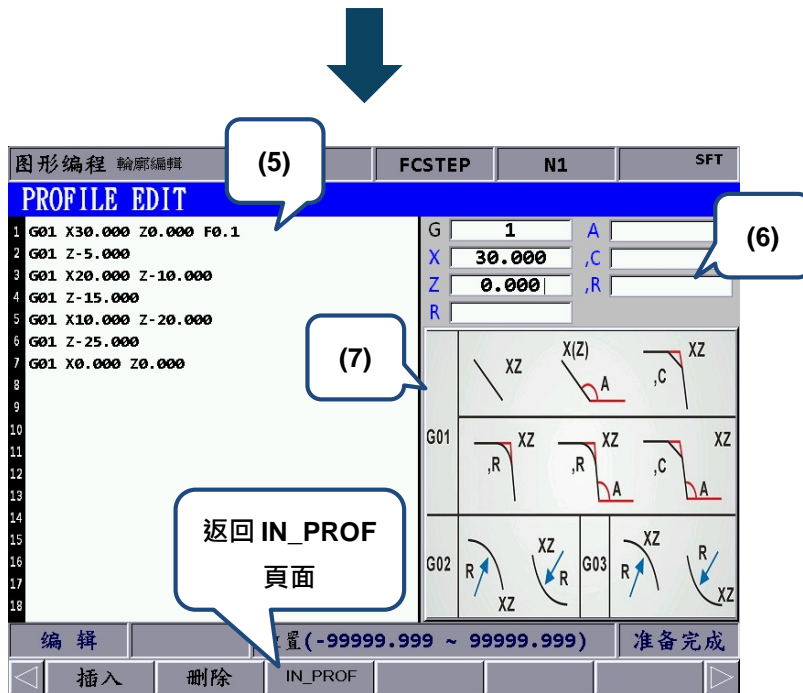 图形编程 輪廓編輯 (5) FCSTEP N1 SFT
PROFILE EDIT
1 G01 X30.000 Z0.000 F0.1
2 G01 Z-5.000
3 G01 X20.000 Z-10.000
4 G01 Z-15.000
5 G01 X10.000 Z-20.000
6 G01 Z-25.000
7 G01 X0.000 Z0.000
8
9
10
11
12
13
14
15
16
17
18
G 1 A
X 30.000 ,C
Z 0.000 ,R
R
(6)
(7)
G01
XZ
X(Z) A
XZ ,C
XZ ,R
XZ ,R A
XZ ,C A
G02
R XZ
XZ R
G03
XZ R
R XZ
返回 IN_PROF
頁面
编 辑 置(-99999.999 ~ 99999.999) 准备完成
插入 删除 IN_PROF